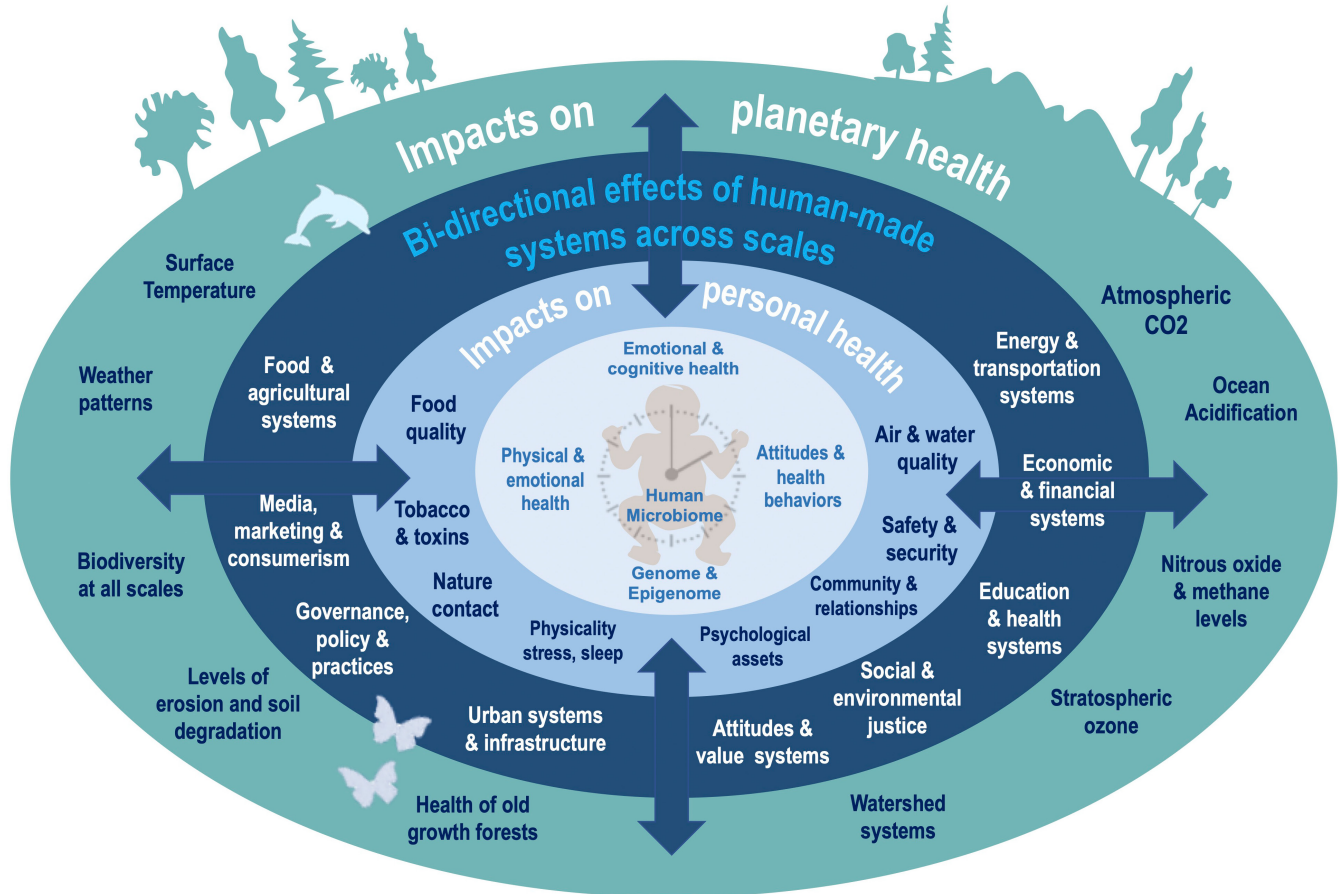 Impacts on planetary health
Bi-directional effects of human-made
systems across scales
Impacts on personal health
Surface
Temperature
Weather
patterns
Biodiversity
at all scales
Levels of
erosion and soil
degradation
Health of old
growth forests
Watershed
systems
Stratospheric
ozone
Nitrous oxide
& methane
levels
Ocean
Acidification
Atmospheric
CO2
Food &
agricultural
systems
Media,
marketing &
consumerism
Governance,
policy &
practices
Urban systems
& infrastructure
Attitudes &
value systems
Social &
environmental
justice
Education
& health
systems
Economic
& financial
systems
Energy &
transportation
systems
Food
quality
Tobacco
& toxins
Nature
contact
Physicality
stress, sleep
Psychological
assets
Community &
relationships
Safety &
security
Air & water
quality
Emotional &
cognitive health
Physical &
emotional
health
Attitudes &
health
behaviors
Human
Microbiome
Genome &
Epigenome